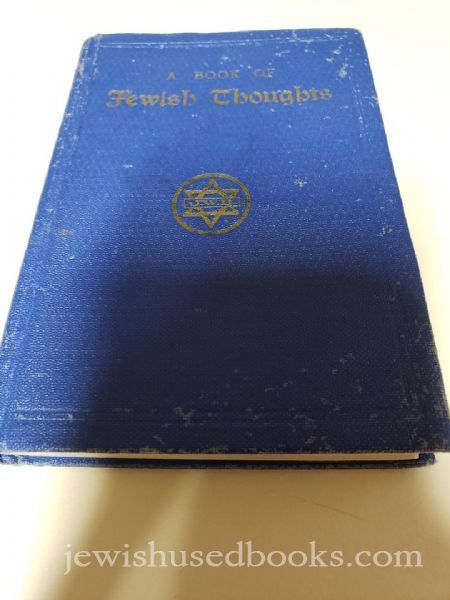 A BOOK OF
Jewish Thoughts
jewishusedbooks.com